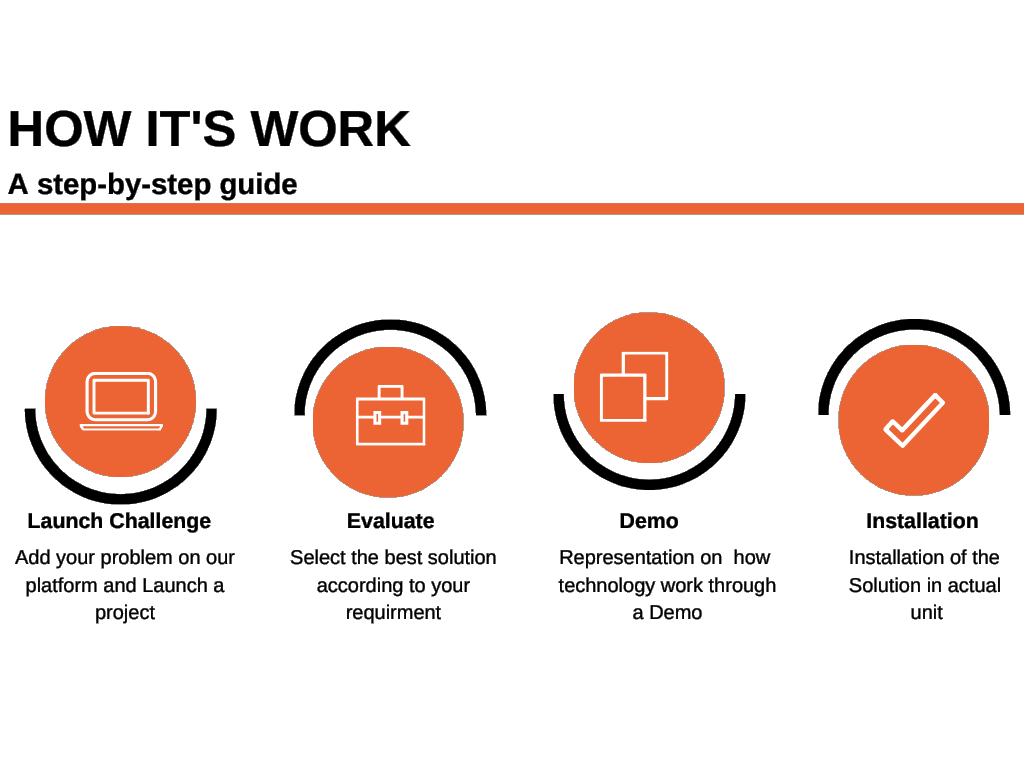 HOW IT'S WORK
A step-by-step guide
Launch Challenge
Add your problem on our
platform and Launch a
project
Evaluate
Select the best solution
according to your
requirment
Demo
Representation on  how
technology work through
a Demo
Installation
Installation of the
Solution in actual
unit